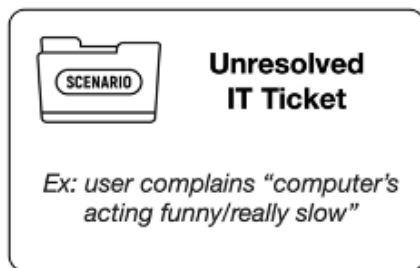 SCENARIO
Unresolved
IT Ticket
Ex: user complains “computer’s
acting funny/really slow”